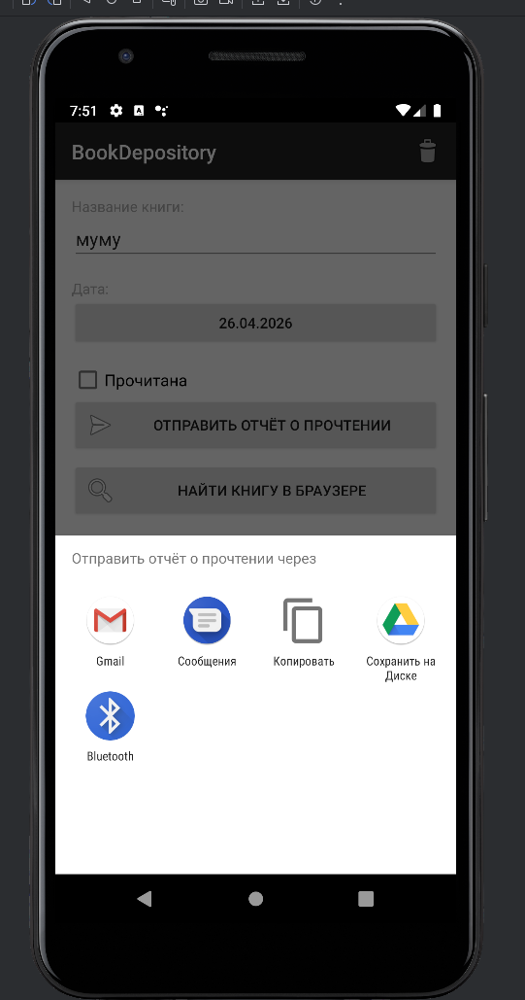 7:51
BookDepository
Название книги:
муму
Дата:
26.04.2026
Прочитана
ОТПРАВИТЬ ОТЧЁТ О ПРОЧТЕНИИ
НАЙТИ КНИГУ В БРАУЗЕРЕ
Отправить отчёт о прочтении через
Gmail
Сообщения
Копировать
Сохранить на
Диске
Bluetooth